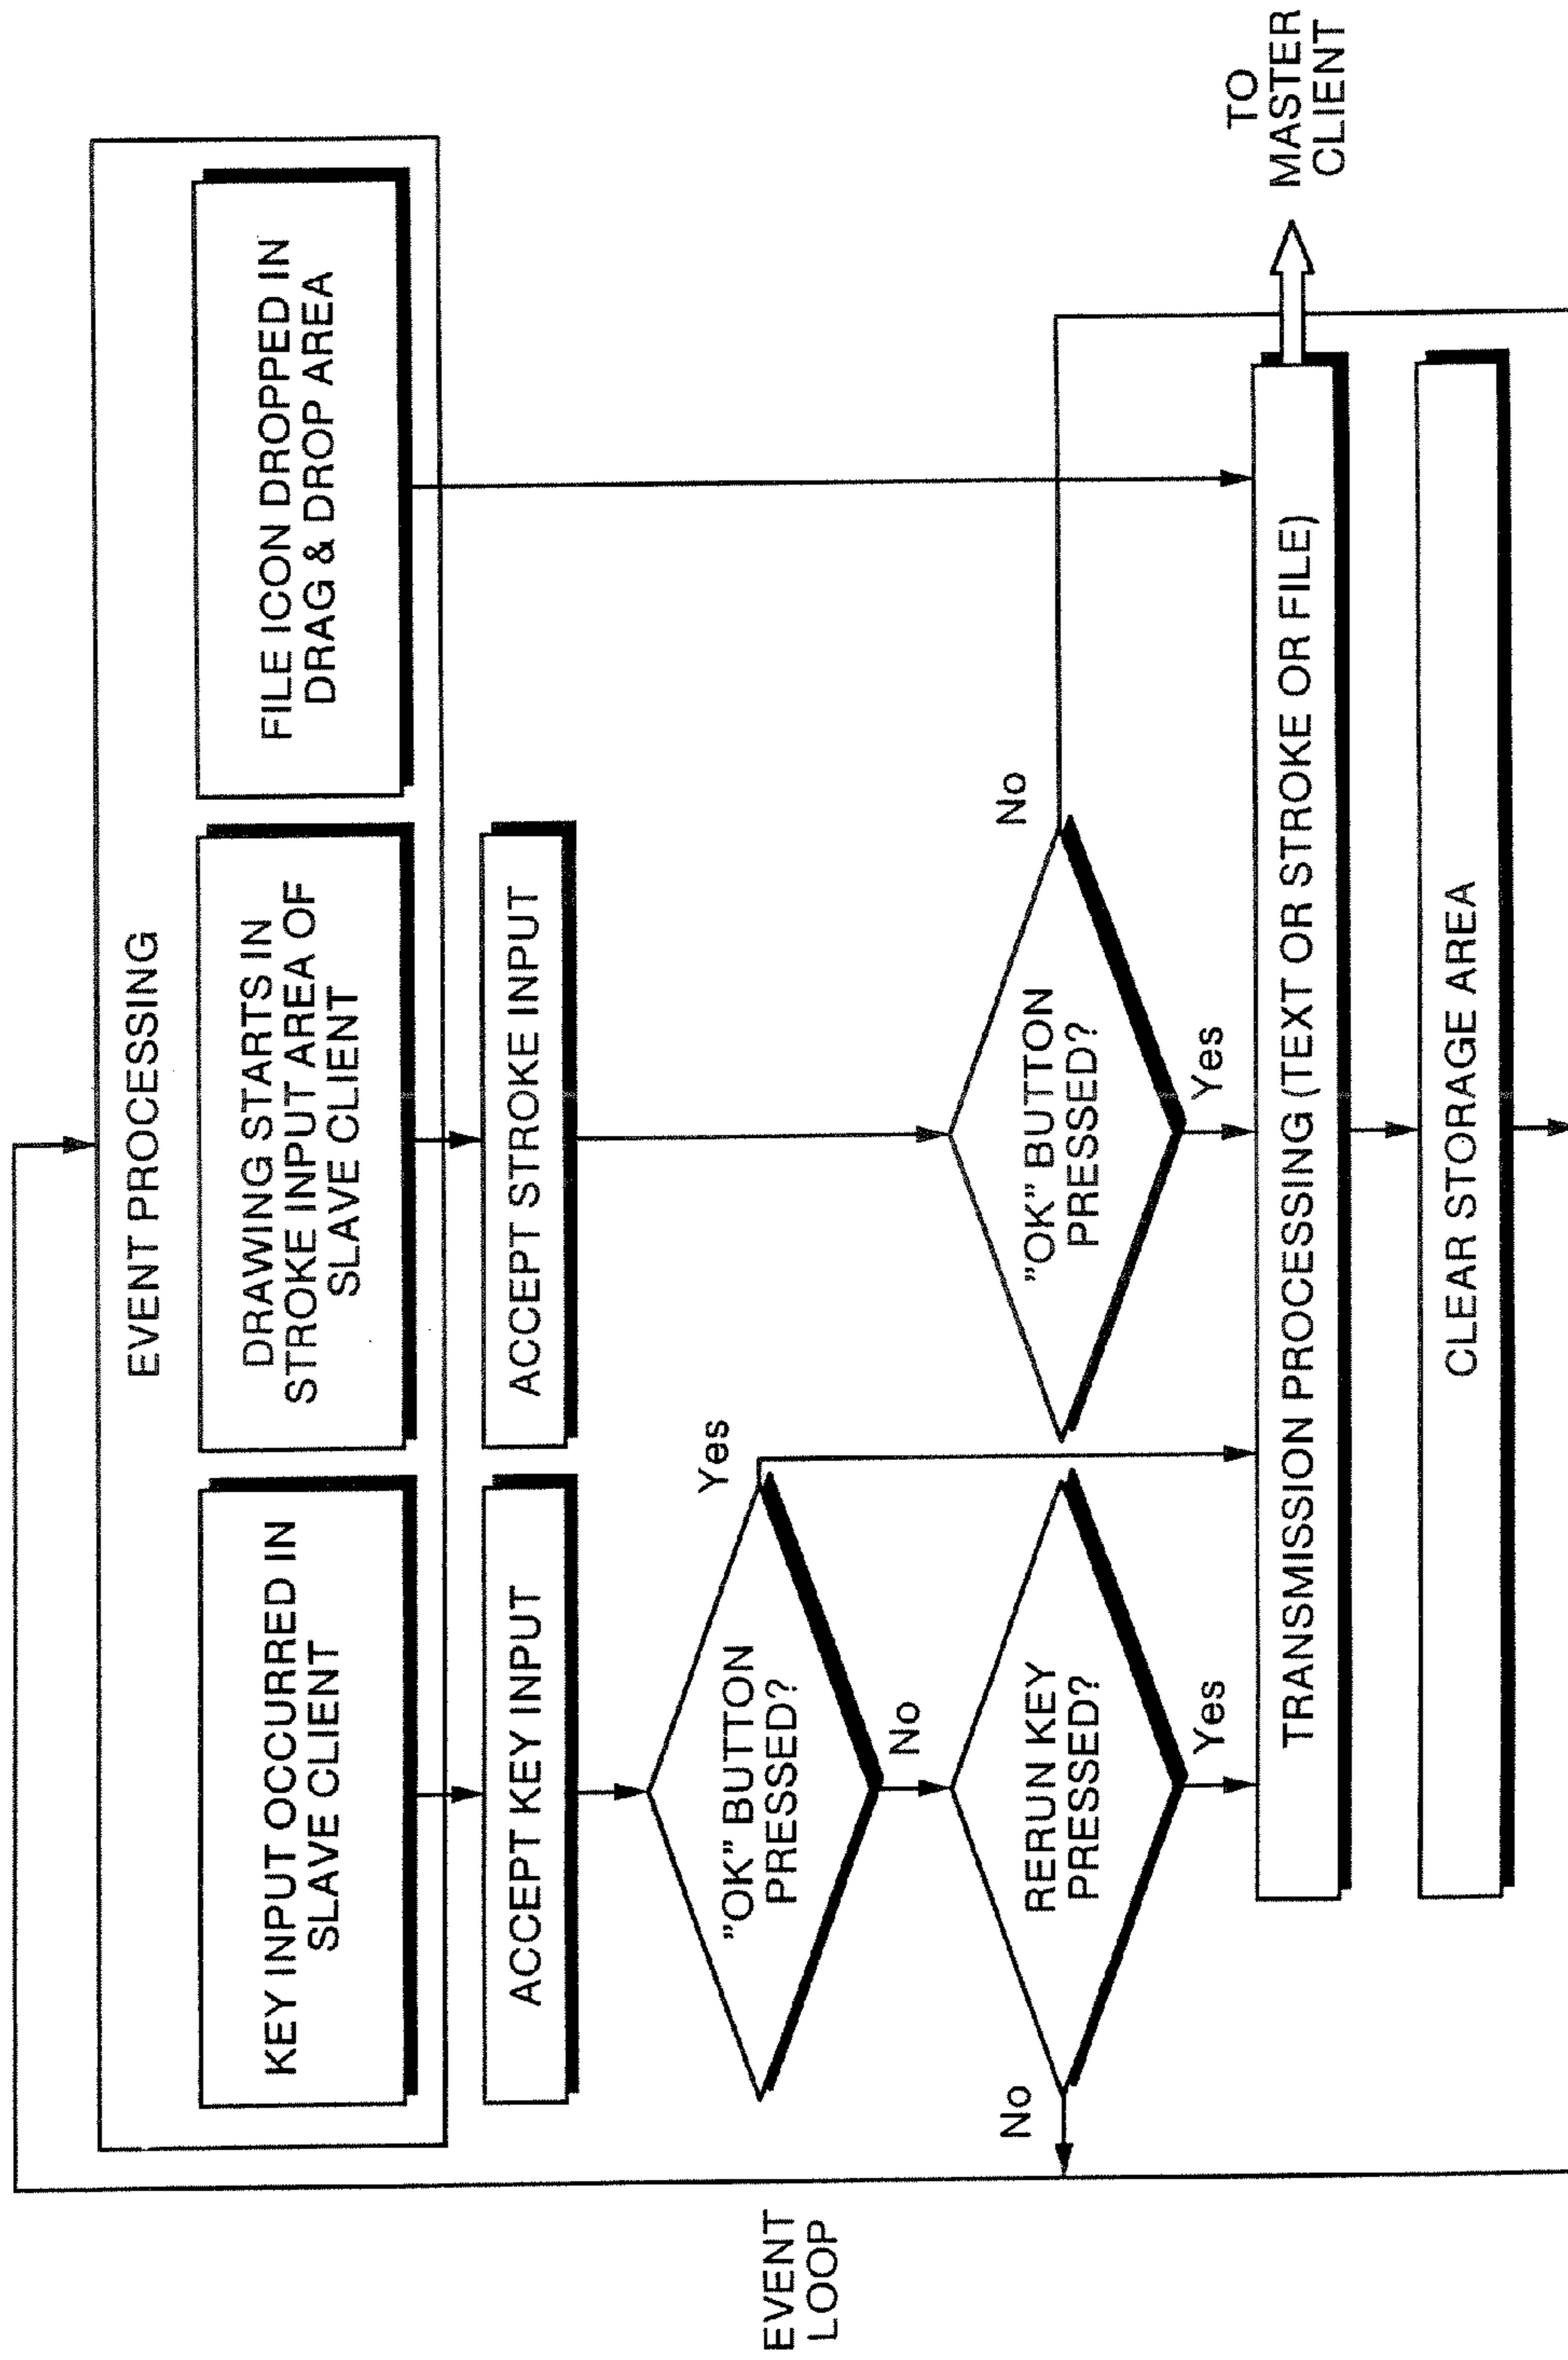 EVENT PROCESSING
KEY INPUT OCCURRED IN
SLAVE CLIENT
DRAWING STARTS IN
STROKE INPUT AREA OF
SLAVE CLIENT
FILE ICON DROPPED IN
DRAG & DROP AREA
ACCEPT KEY INPUT
ACCEPT STROKE INPUT
EVENT
LOOP
"OK" BUTTON
PRESSED?
Yes
No
RERUN KEY
PRESSED?
No
Yes
"OK" BUTTON
PRESSED?
No
Yes
TRANSMISSION PROCESSING (TEXT OR STROKE OR FILE)
TO
MASTER
CLIENT
CLEAR STORAGE AREA